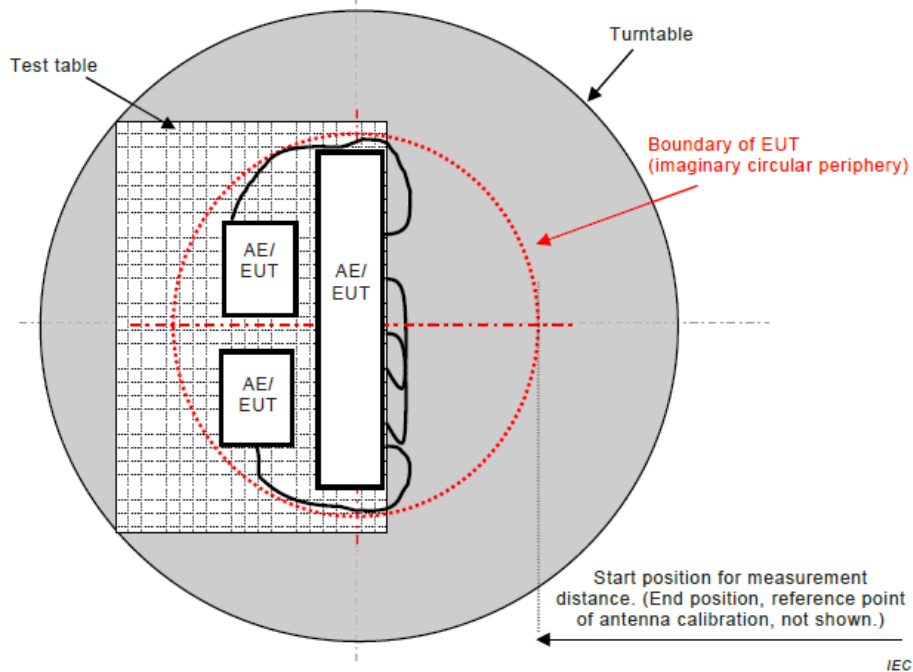 Turntable
Test table
Boundary of EUT
(imaginary circular periphery)
AE/
EUT
AE/
EUT
AE/
EUT
Start position for measurement
distance. (End position, reference point
of antenna calibration, not shown.)
IEC